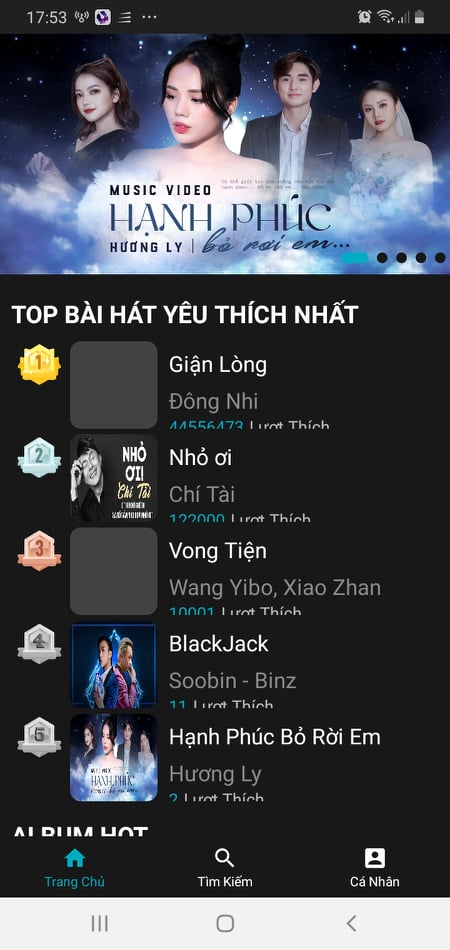 17:53
MUSIC VIDEO
HẠNH PHÚC
HƯƠNG LY | bỏ rơi em...
TOP BÀI HÁT YÊU THÍCH NHẤT
1
Giận Lòng
Đông Nhi
44556473 Lượt Thích
2
NHỎ
ƠI!
Chí Tài
Nhỏ ơi
Chí Tài
122000 Lượt Thích
3
Vong Tiện
Wang Yibo, Xiao Zhan
10001 Lượt Thích
4
BlackJack
Soobin - Binz
11 Lượt Thích
5
HẠNH PHÚC
Hạnh Phúc Bỏ Rời Em
Hương Ly
2 Lượt Thích
ALBUM HOT
Trang Chủ
Tìm Kiếm
Cá Nhân